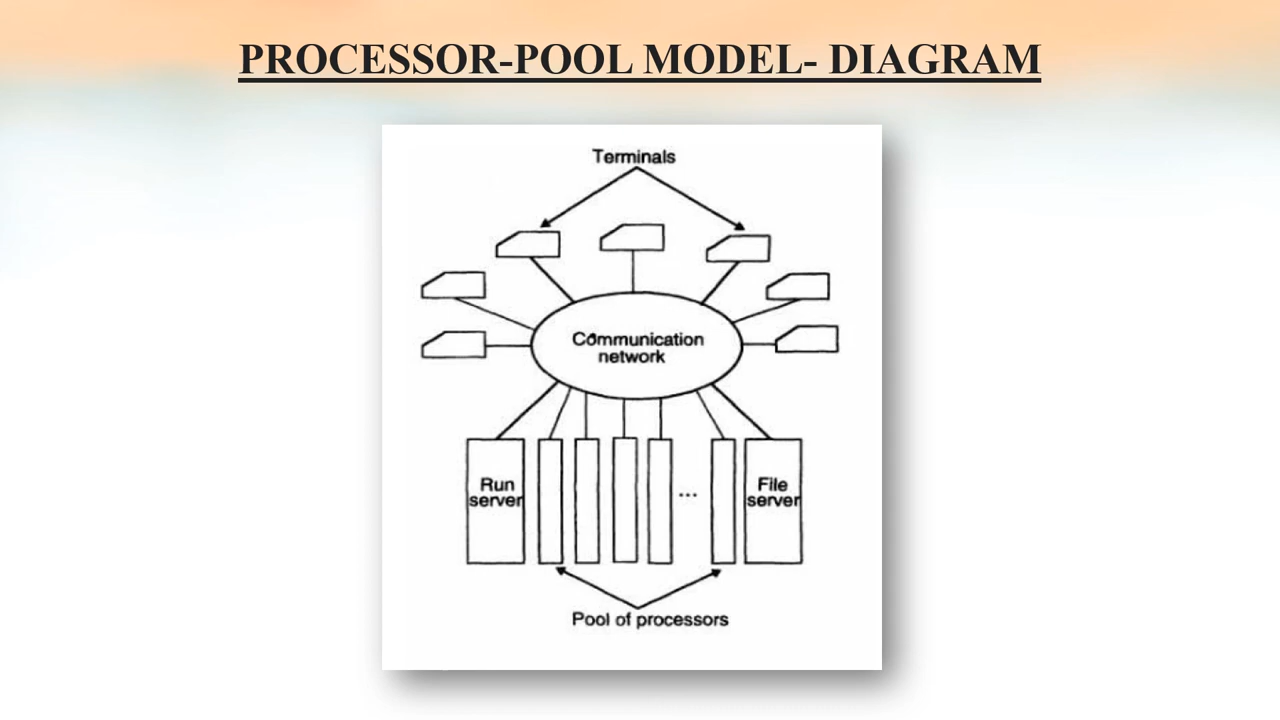 PROCESSOR-POOL MODEL- DIAGRAM
Terminals
Communication
network
Run
server
...
File
server
Pool of processors